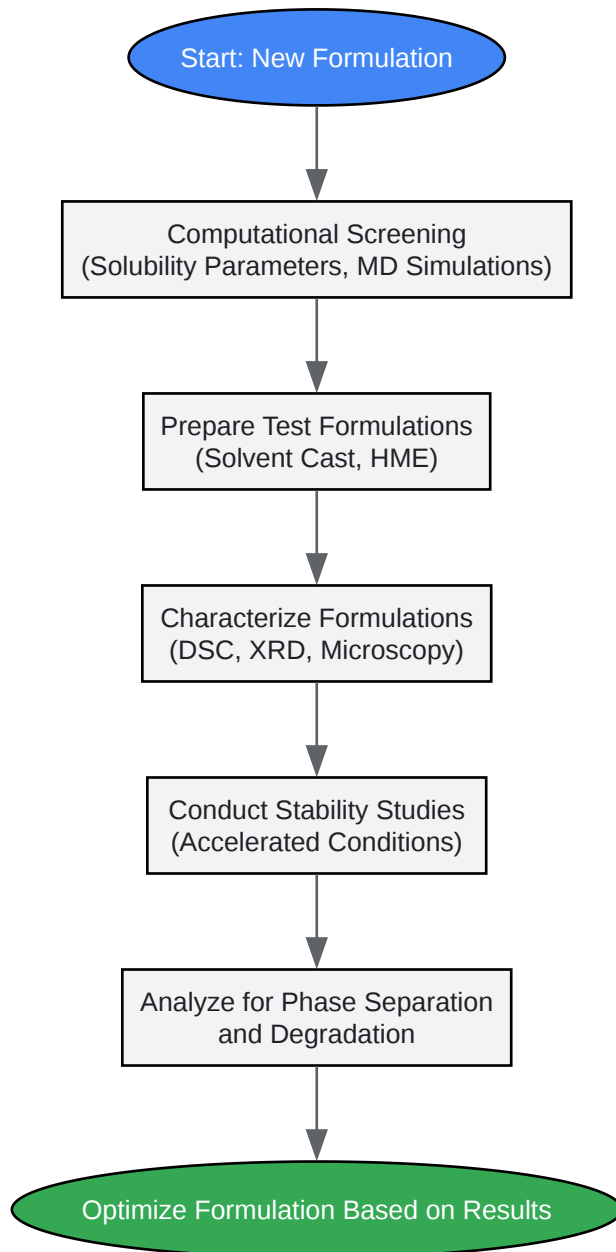 Start: New Formulation
Computational Screening
(Solubility Parameters, MD Simulations)
Prepare Test Formulations
(Solvent Cast, HME)
Characterize Formulations
(DSC, XRD, Microscopy)
Conduct Stability Studies
(Accelerated Conditions)
Analyze for Phase Separation
and Degradation
Optimize Formulation Based on Results